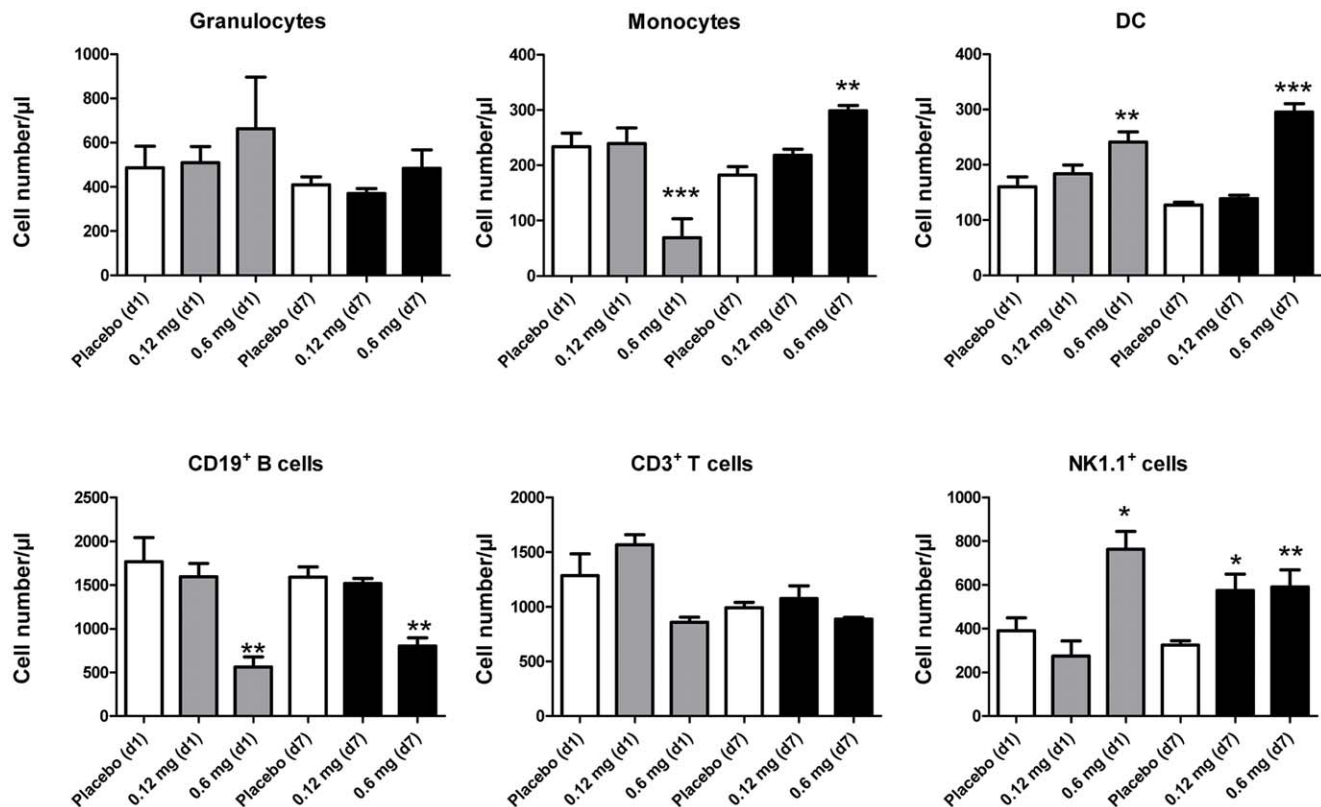 Granulocytes
Cell number/µl
1000
800
600
400
200
0
Placebo (d1)
0.12 mg (d1)
0.6 mg (d1)
Placebo (d7)
0.12 mg (d7)
0.6 mg (d7)
Monocytes
Cell number/µl
400
300
200
100
0
***
**
Placebo (d1)
0.12 mg (d1)
0.6 mg (d1)
Placebo (d7)
0.12 mg (d7)
0.6 mg (d7)
DC
Cell number/µl
400
300
200
100
0
**
***
Placebo (d1)
0.12 mg (d1)
0.6 mg (d1)
Placebo (d7)
0.12 mg (d7)
0.6 mg (d7)
CD19⁺ B cells
Cell number/µl
2500
2000
1500
1000
500
0
**
**
Placebo (d1)
0.12 mg (d1)
0.6 mg (d1)
Placebo (d7)
0.12 mg (d7)
0.6 mg (d7)
CD3⁺ T cells
Cell number/µl
2000
1500
1000
500
0
Placebo (d1)
0.12 mg (d1)
0.6 mg (d1)
Placebo (d7)
0.12 mg (d7)
0.6 mg (d7)
NK1.1⁺ cells
Cell number/µl
1000
800
600
400
200
0
*
*
**
Placebo (d1)
0.12 mg (d1)
0.6 mg (d1)
Placebo (d7)
0.12 mg (d7)
0.6 mg (d7)